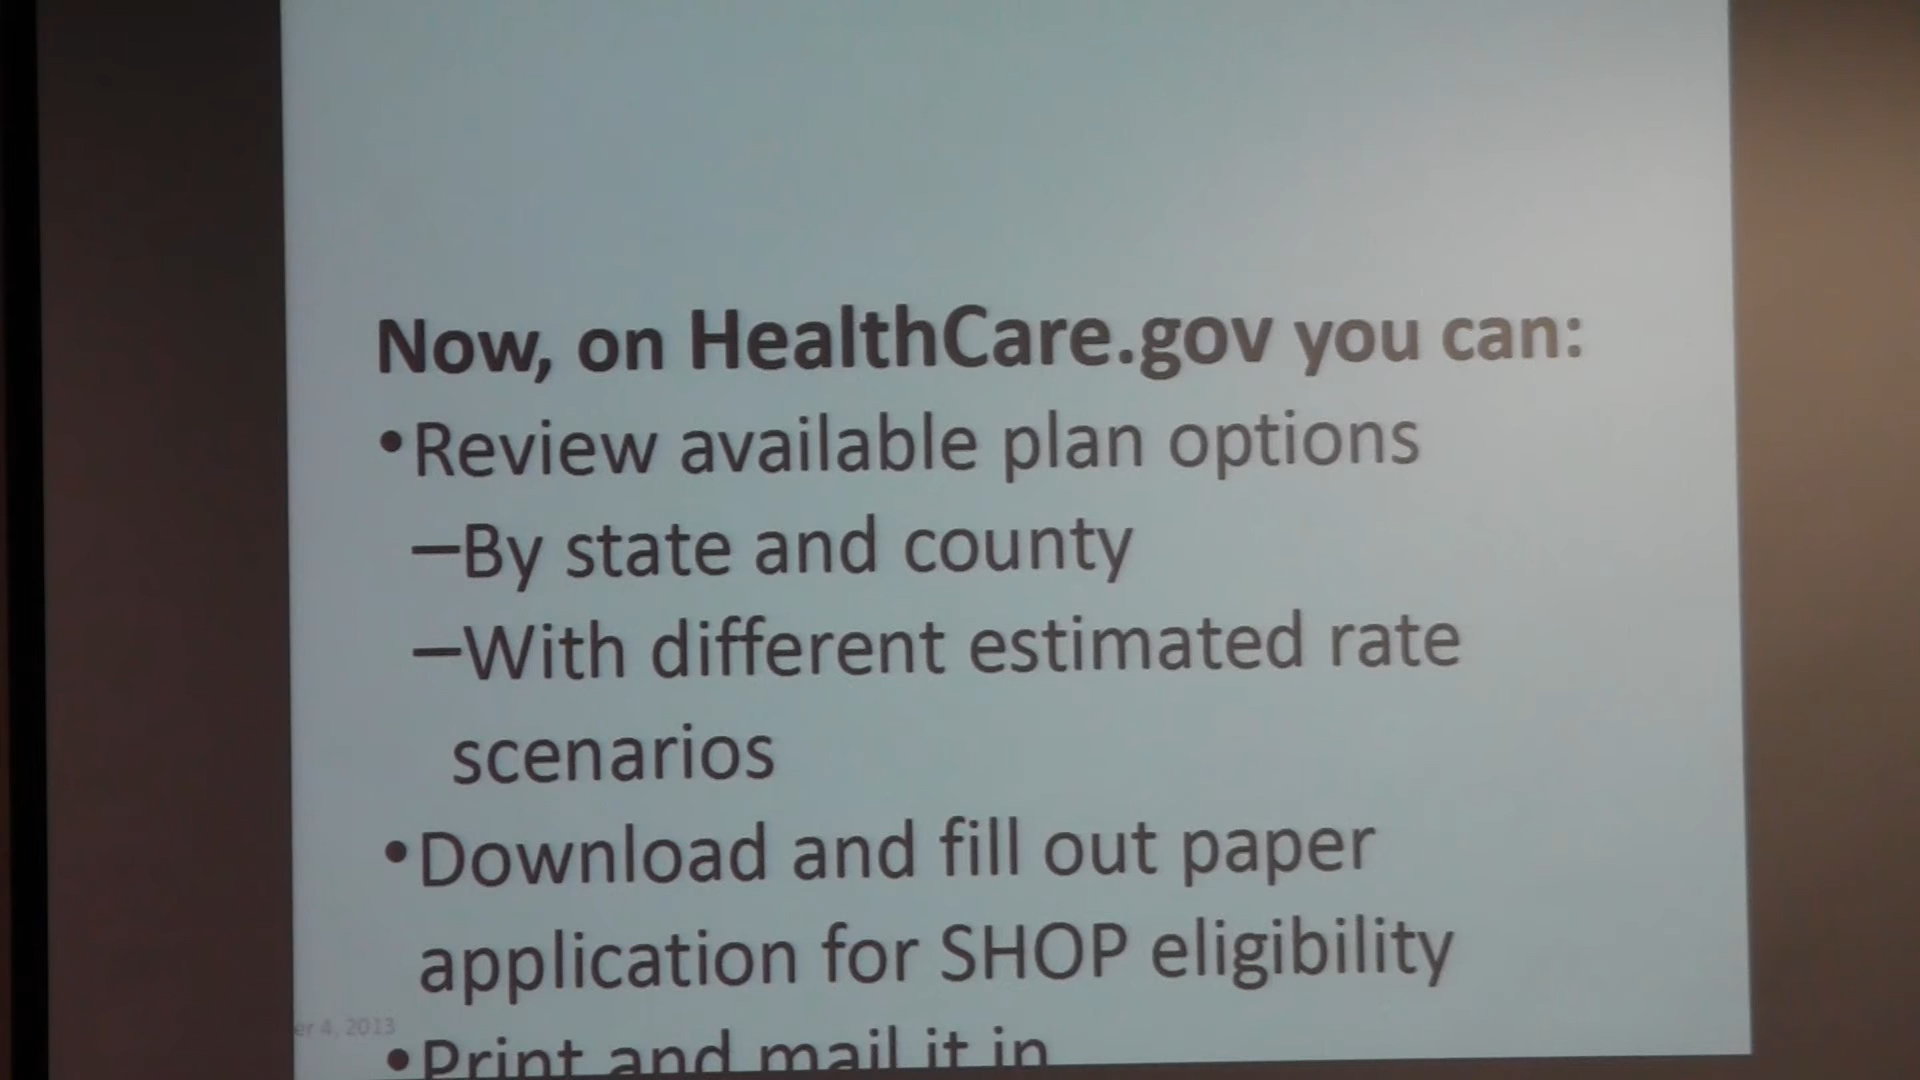 Now, on HealthCare.gov you can:
•Review available plan options
–By state and county
–With different estimated rate
scenarios
•Download and fill out paper
application for SHOP eligibility
er 4, 2013
•Print and mail it in